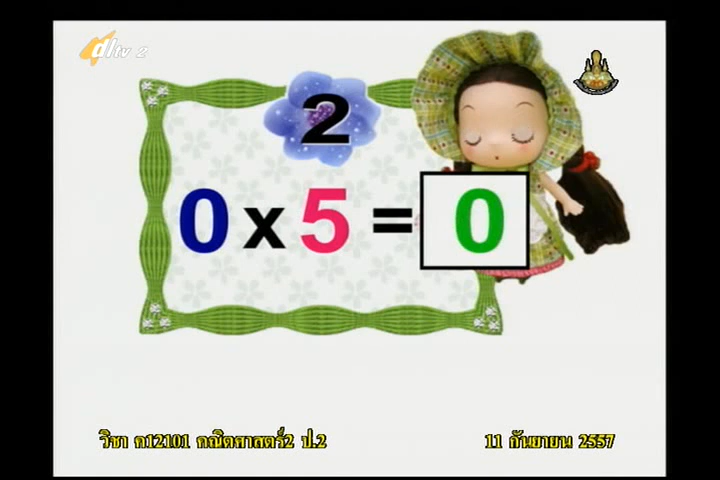 dltv 2
2
0 x 5 = 0
วิชา ค12101 คณิตศาสตร์2 ป.2
11 กันยายน 2557